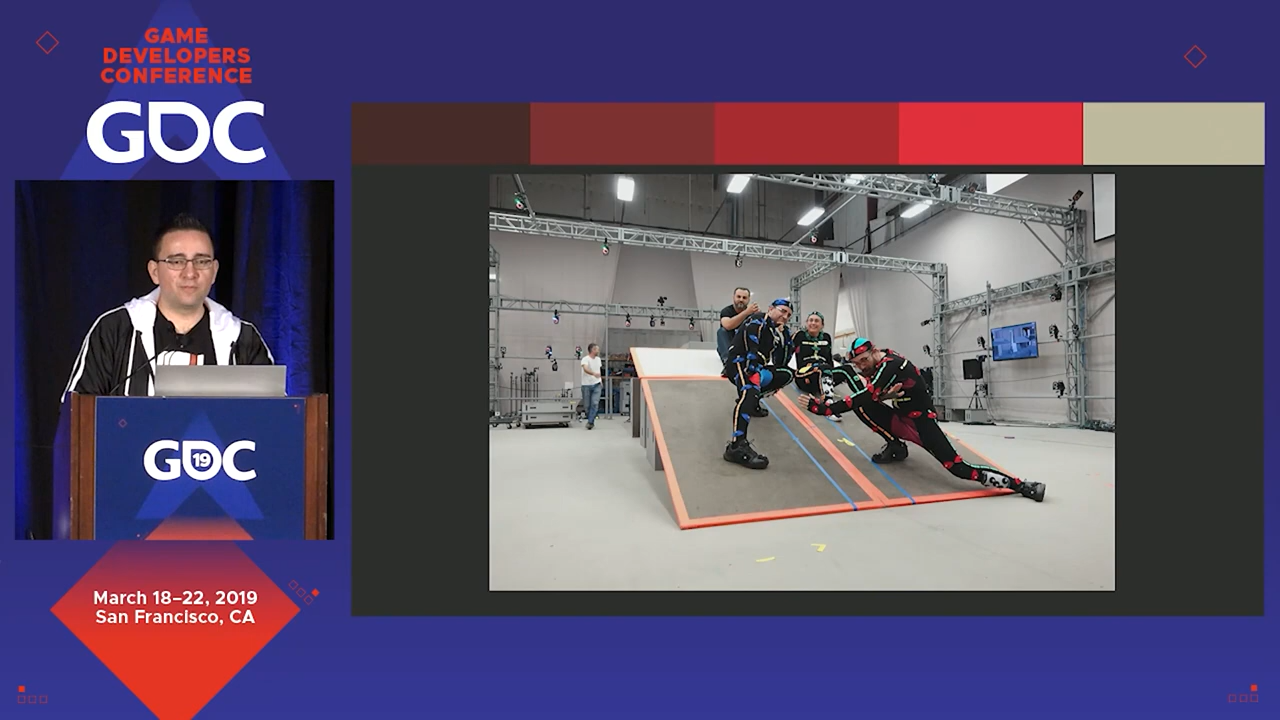 GAME
DEVELOPERS
CONFERENCE
GDC
GDC
19
March 18–22, 2019
San Francisco, CA